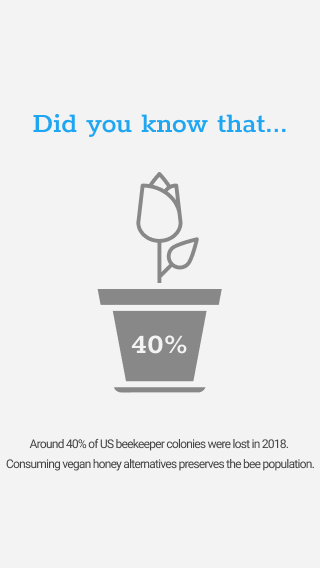 Did you know that...
40%
Around 40% of US beekeeper colonies were lost in 2018.
Consuming vegan honey alternatives preserves the bee population.